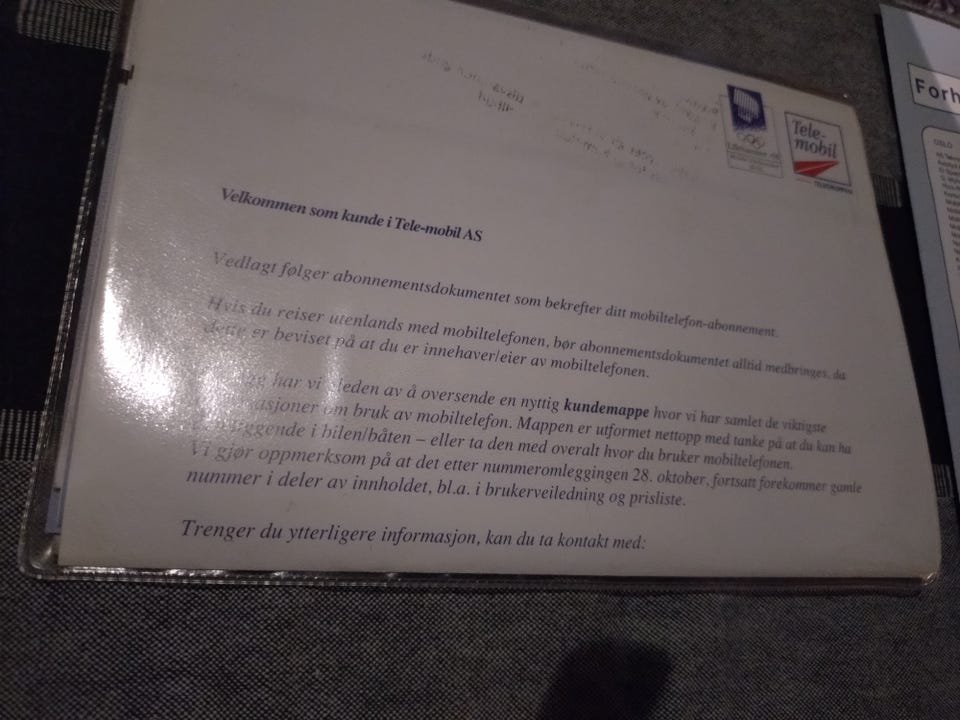 Tele-
mobil
TELEGRUPPEN
Velkommen som kunde i Tele-mobil AS
Vedlagt følger abonnementsdokumentet som bekrefter ditt mobiltelefon-abonnement.
Hvis du reiser utenlands med mobiltelefonen, bør abonnementsdokumentet alltid medbringes, da
dette er beviset på at du er innehaver/eier av mobiltelefonen.
har vi gleden av å oversende en nyttig kundemappe hvor vi har samlet de viktigste
om bruk av mobiltelefon. Mappen er utformet nettopp med tanke på at du kan ha
i bilen/båten – eller ta den med overalt hvor du bruker mobiltelefonen.
Vi gjør oppmerksom på at det etter nummeromleggingen 28. oktober, fortsatt forekommer gamle
nummer i deler av innholdet, bl.a. i brukerveiledning og prisliste.
Trenger du ytterligere informasjon, kan du ta kontakt med:
Forh
OSLO